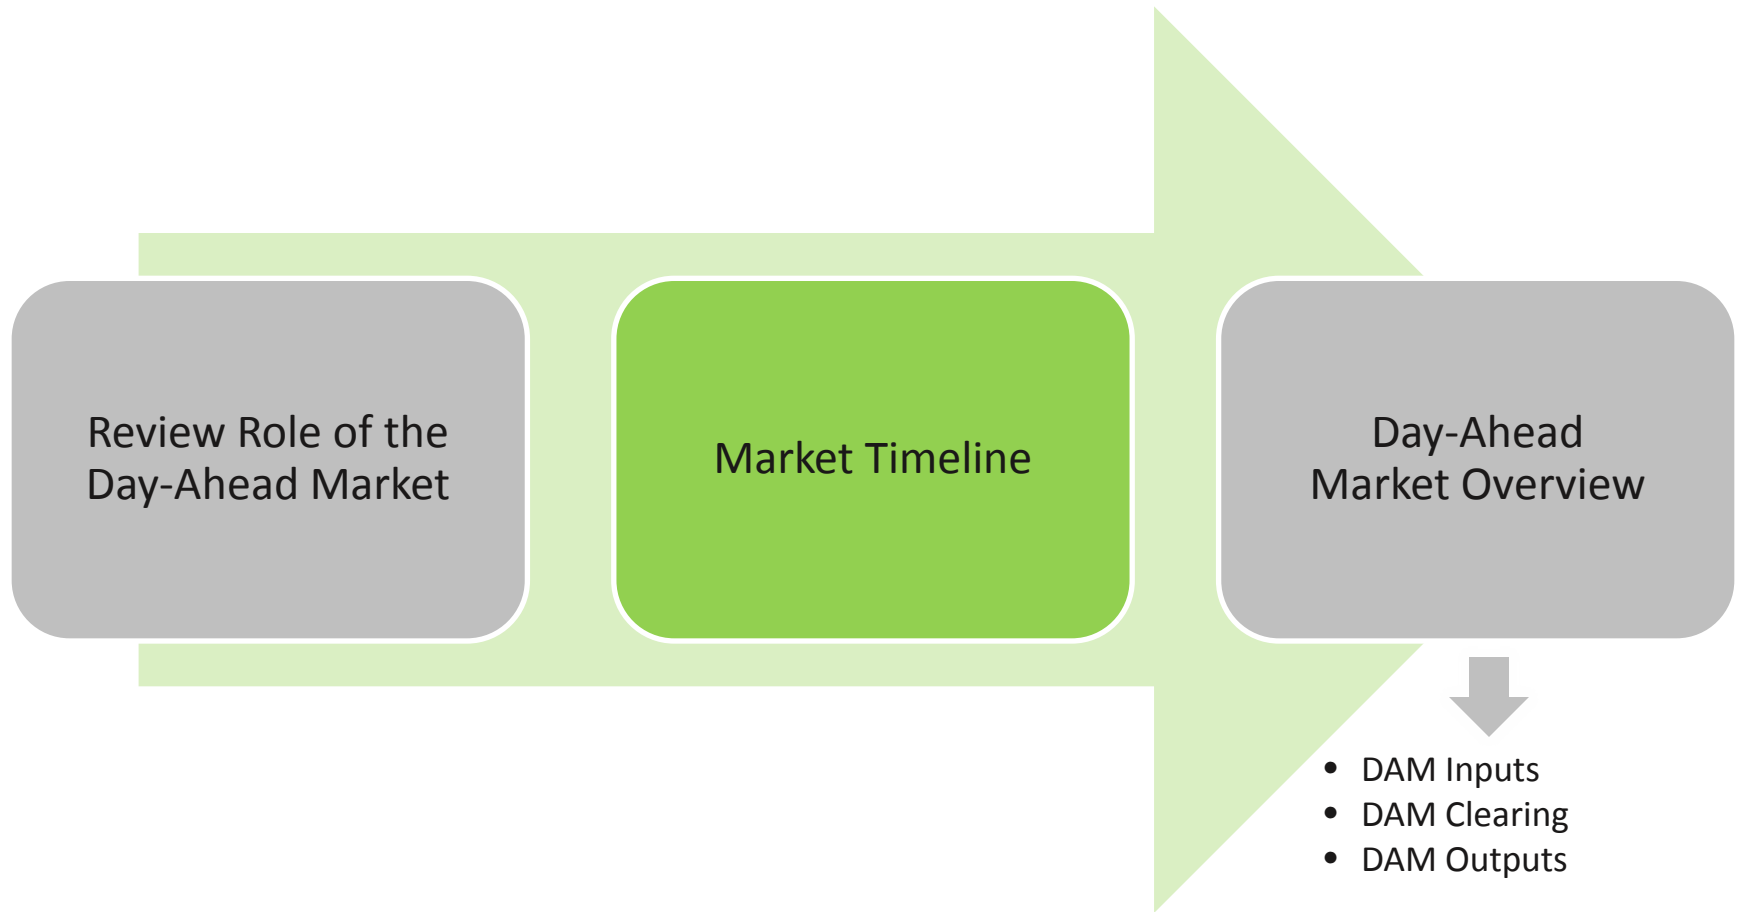 Review Role of the
Day-Ahead Market
Market Timeline
Day-Ahead
Market Overview
• DAM Inputs
• DAM Clearing
• DAM Outputs